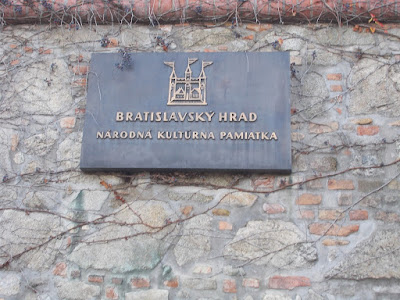 BRATISLAVSKÝ HRAD
NÁRODNÁ KULTÚRNA PAMIATKA